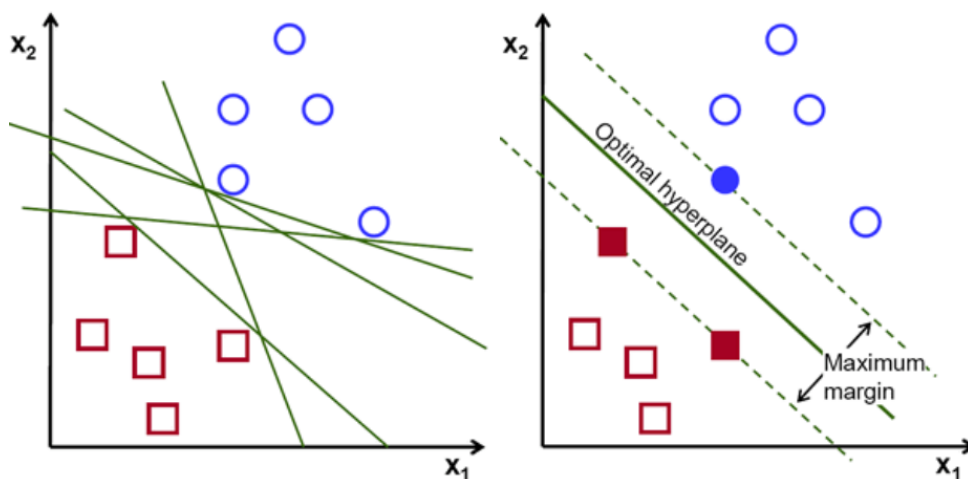 x₂
x₁
x₂
Optimal hyperplane
Maximum
margin
x₁